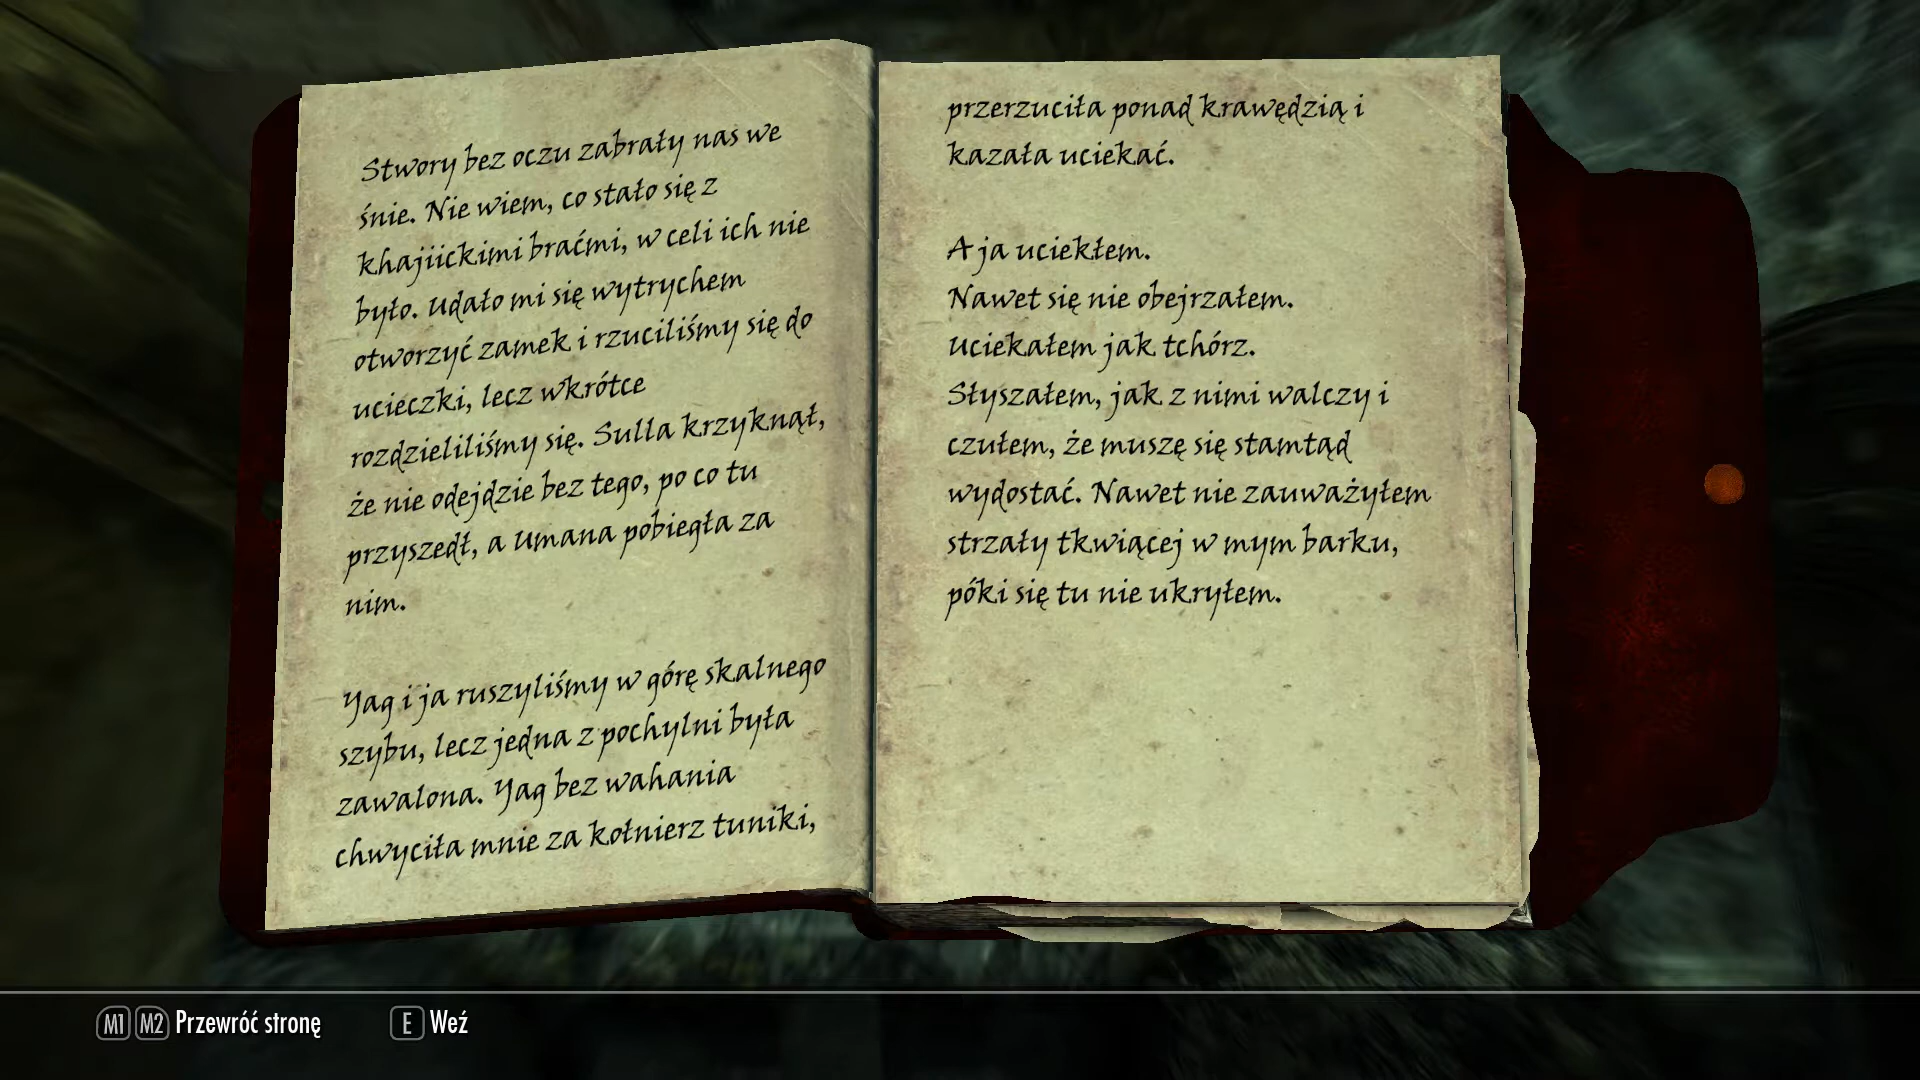 Stwory bez oczu zabrały nas we
śnie. Nie wiem, co stało się z
khajiickimi braćmi, w celi ich nie
było. Udało mi się wytrychem
otworzyć zamek i rzuciliśmy się do
ucieczki, lecz wkrótce
rozdzieliliśmy się. Sulla krzyknął,
że nie odejdzie bez tego, po co tu
przyszedł, a Umana pobiegła za
nim.
Yag i ja ruszyliśmy w górę skalnego
szybu, lecz jedna z pochylni była
zawalona. Yag bez wahania
chwyciła mnie za kołnierz tuniki,
przerzuciła ponad krawędzią i
kazała uciekać.
A ja uciekłem.
Nawet się nie obejrzałem.
Uciekałem jak tchórz.
Słyszałem, jak z nimi walczy i
czułem, że muszę się stamtąd
wydostać. Nawet nie zauważyłem
strzały tkwiącej w mym barku,
póki się tu nie ukryłem.
M1 M2 Przewróć stronę E Weź